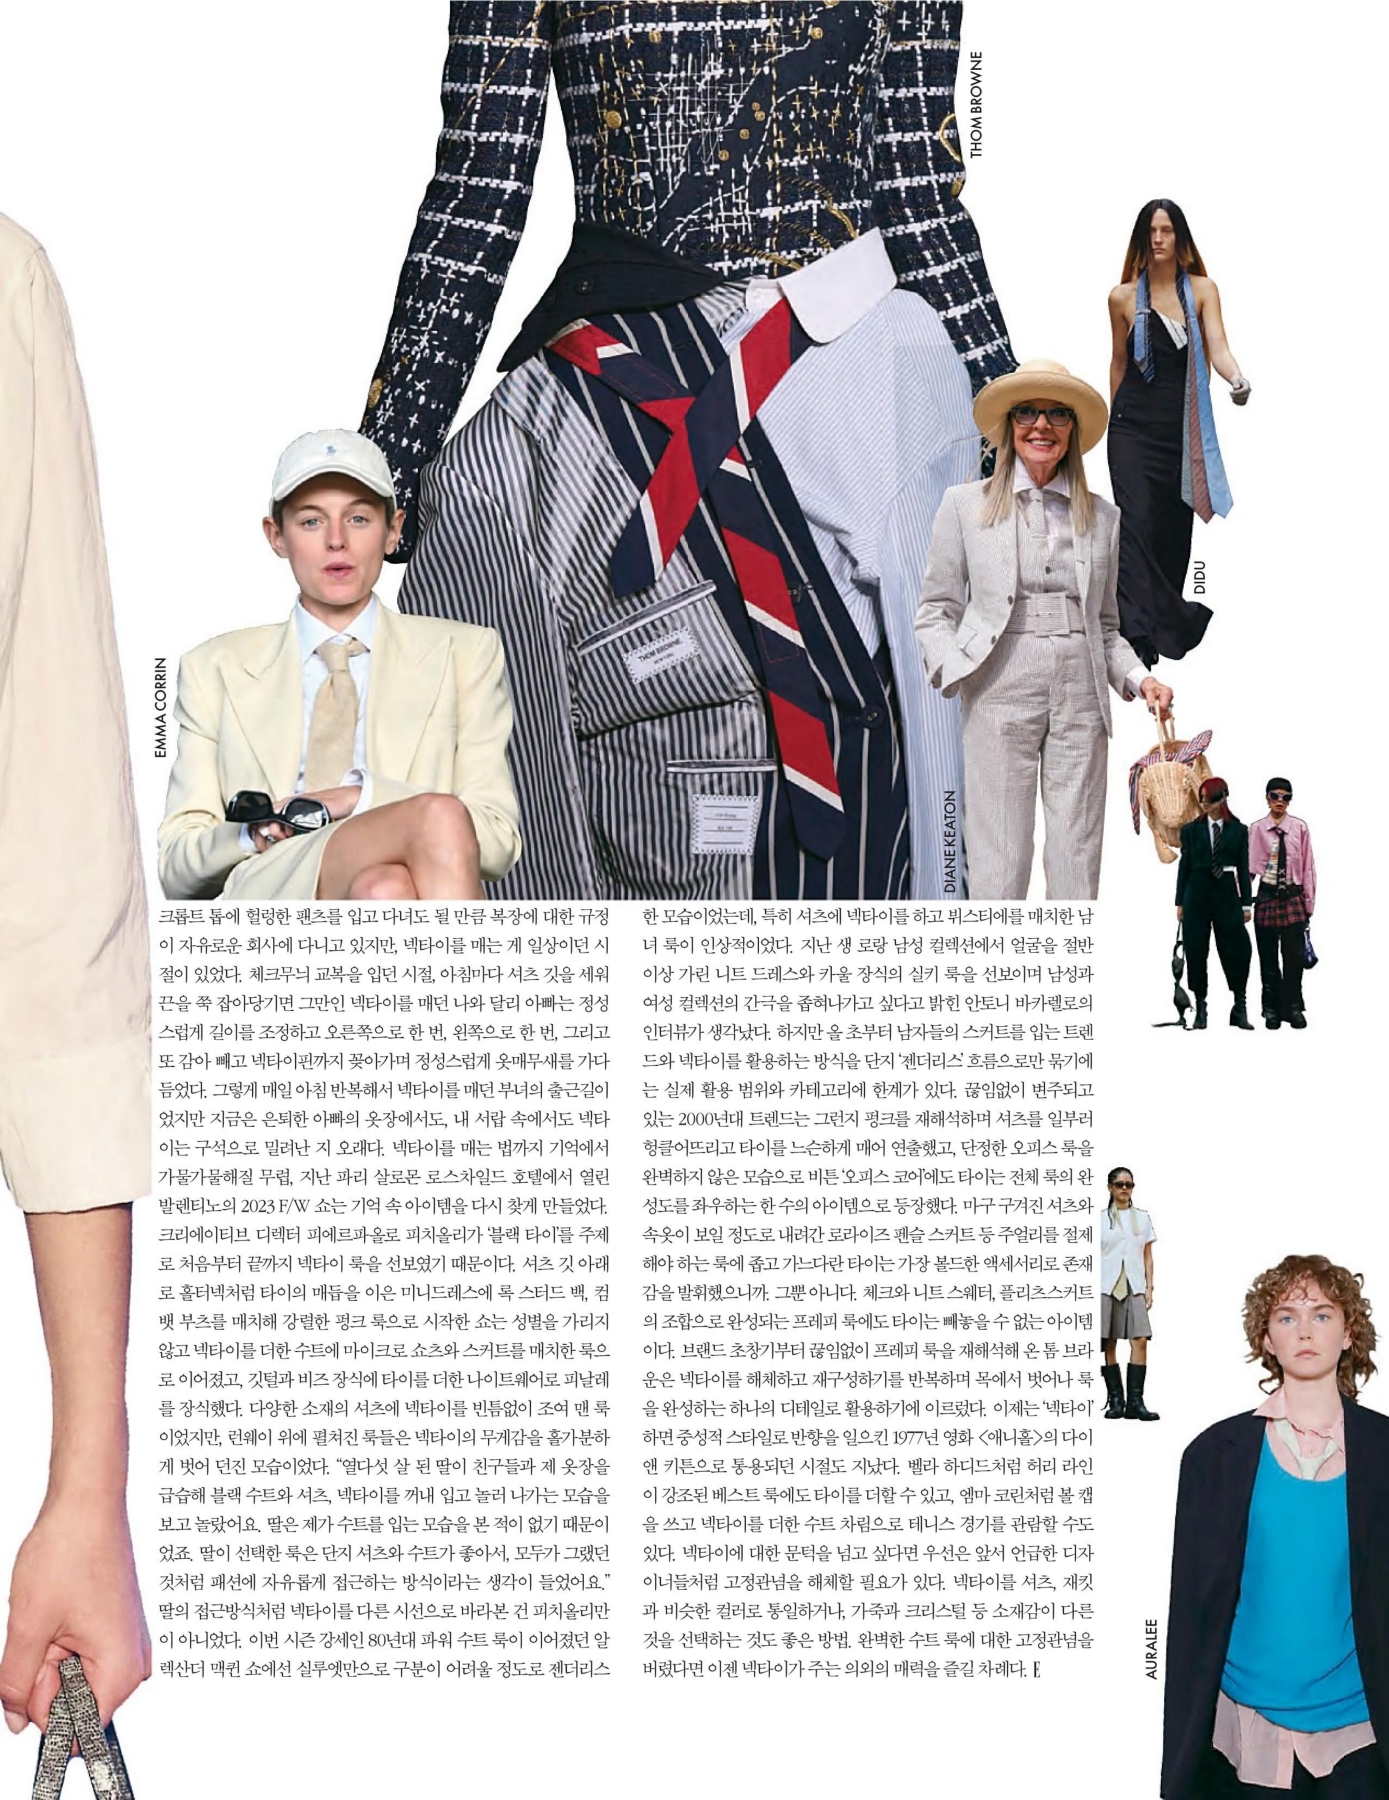 THOM BROWNE
DIDU
EMMA CORRIN
DIANE KEATON
THOM BROWNE
NEW YORK
크롭트 톱에 헐렁한 팬츠를 입고 다녀도 될 만큼 복장에 대한 규정
이 자유로운 회사에 다니고 있지만, 넥타이를 매는 게 일상이던 시
절이 있었다. 체크무늬 교복을 입던 시절, 아침마다 셔츠 깃을 세워
끈을 쭉 잡아당기면 그만인 넥타이를 매던 나와 달리 아빠는 정성
스럽게 길이를 조정하고 오른쪽으로 한 번, 왼쪽으로 한 번, 그리고
또 감아 빼고 넥타이핀까지 꽂아가며 정성스럽게 옷매무새를 가다
듬었다. 그렇게 매일 아침 반복해서 넥타이를 매던 부녀의 출근길이
었지만 지금은 은퇴한 아빠의 옷장에서도, 내 서랍 속에서도 넥타
이는 구석으로 밀려난 지 오래다. 넥타이를 매는 법까지 기억에서
가물가물해질 무렵, 지난 파리 살로몬 로스차일드 호텔에서 열린
발렌티노의 2023 F/W 쇼는 기억 속 아이템을 다시 찾게 만들었다.
크리에이티브 디렉터 피에르파올로 피치올리가 ‘블랙 타이’를 주제
로 처음부터 끝까지 넥타이 룩을 선보였기 때문이다. 셔츠 깃 아래
로 홀터넥처럼 타이의 매듭을 이은 미니드레스에 록 스터드 백, 컴
뱃 부츠를 매치해 강렬한 펑크 룩으로 시작한 쇼는 성별을 가리지
않고 넥타이를 더한 수트에 마이크로 쇼츠와 스커트를 매치한 룩으
로 이어졌고, 깃털과 비즈 장식에 타이를 더한 나이트웨어로 피날레
를 장식했다. 다양한 소재의 셔츠에 넥타이를 빈틈없이 조여 맨 룩
이었지만, 런웨이 위에 펼쳐진 룩들은 넥타이의 무게감을 홀가분하
게 벗어 던진 모습이었다. “열다섯 살 된 딸이 친구들과 제 옷장을
급습해 블랙 수트와 셔츠, 넥타이를 꺼내 입고 놀러 나가는 모습을
보고 놀랐어요. 딸은 제가 수트를 입는 모습을 본 적이 없기 때문이
었죠. 딸이 선택한 룩은 단지 셔츠와 수트가 좋아서, 모두가 그랬던
것처럼 패션에 자유롭게 접근하는 방식이라는 생각이 들었어요.”
딸의 접근방식처럼 넥타이를 다른 시선으로 바라본 건 피치올리만
이 아니었다. 이번 시즌 강세인 80년대 파워 수트 룩이 이어졌던 알
렉산더 맥퀸 쇼에선 실루엣만으로 구분이 어려울 정도로 젠더리스
한 모습이었는데, 특히 셔츠에 넥타이를 하고 뷔스티에를 매치한 남
녀 룩이 인상적이었다. 지난 생 로랑 남성 컬렉션에서 얼굴을 절반
이상 가린 니트 드레스와 카울 장식의 실키 룩을 선보이며 남성과
여성 컬렉션의 간극을 좁혀나가고 싶다고 밝힌 안토니 바카렐로의
인터뷰가 생각났다. 하지만 올 초부터 남자들의 스커트를 입는 트렌
드와 넥타이를 활용하는 방식을 단지 ‘젠더리스’ 흐름으로만 묶기에
는 실제 활용 범위와 카테고리에 한계가 있다. 끊임없이 변주되고
있는 2000년대 트렌드는 그런지 펑크를 재해석하며 셔츠를 일부러
헝클어뜨리고 타이를 느슨하게 매어 연출했고, 단정한 오피스 룩을
완벽하지 않은 모습으로 비튼 ‘오피스 코어’에도 타이는 전체 룩의 완
성도를 좌우하는 한 수의 아이템으로 등장했다. 마구 구겨진 셔츠와
속옷이 보일 정도로 내려간 로라이즈 펜슬 스커트 등 주얼리를 절제
해야 하는 룩에 좁고 가느다란 타이는 가장 볼드한 액세서리로 존재
감을 발휘했으니까. 그뿐 아니다. 체크와 니트 스웨터, 플리츠스커트
의 조합으로 완성되는 프레피 룩에도 타이는 빼놓을 수 없는 아이템
이다. 브랜드 초창기부터 끊임없이 프레피 룩을 재해석해 온 톰 브라
운은 넥타이를 해체하고 재구성하기를 반복하며 목에서 벗어나 룩
을 완성하는 하나의 디테일로 활용하기에 이르렀다. 이제는 ‘넥타이’
하면 중성적 스타일로 반향을 일으킨 1977년 영화 <애니홀>의 다이
앤 키튼으로 통용되던 시절도 지났다. 벨라 하디드처럼 허리 라인
이 강조된 베스트 룩에도 타이를 더할 수 있고, 엠마 코린처럼 볼 캡
을 쓰고 넥타이를 더한 수트 차림으로 테니스 경기를 관람할 수도
있다. 넥타이에 대한 문턱을 넘고 싶다면 우선은 앞서 언급한 디자
이너들처럼 고정관념을 해체할 필요가 있다. 넥타이를 셔츠, 재킷
과 비슷한 컬러로 통일하거나, 가죽과 크리스털 등 소재감이 다른
것을 선택하는 것도 좋은 방법. 완벽한 수트 룩에 대한 고정관념을
버렸다면 이젠 넥타이가 주는 의외의 매력을 즐길 차례다. E
AURALEE